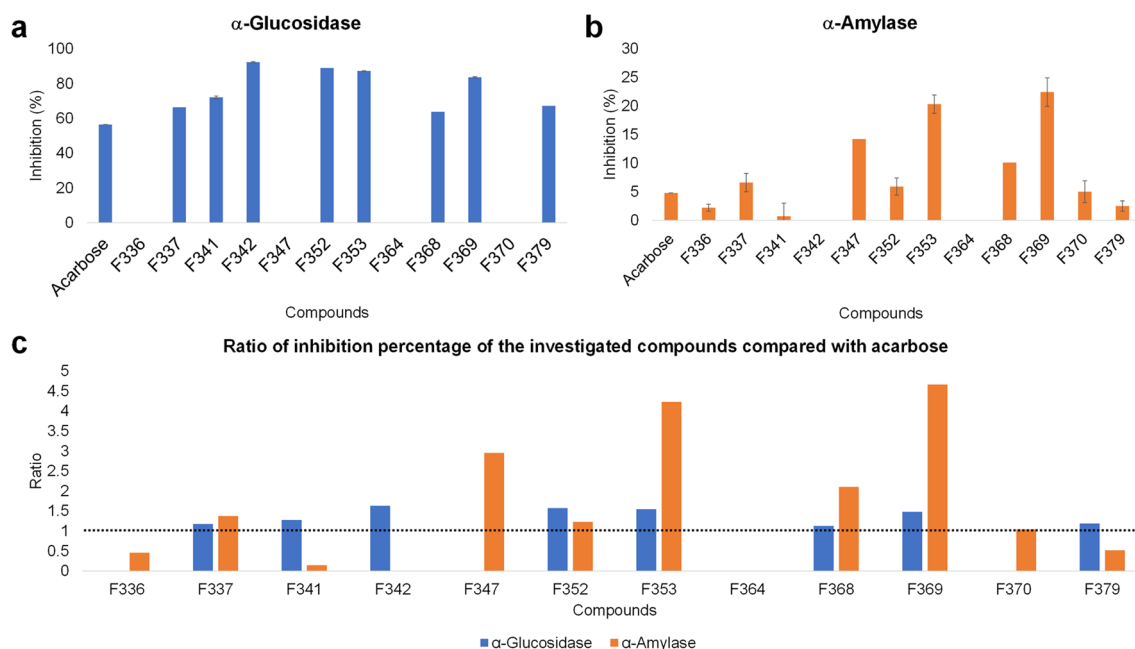 a
α-Glucosidase
Inhibition (%)
100
80
60
40
20
0
Acarbose
F336
F337
F341
F342
F347
F352
F353
F364
F368
F369
F370
F379
Compounds
b
α-Amylase
Inhibition (%)
30
25
20
15
10
5
0
Acarbose
F336
F337
F341
F342
F347
F352
F353
F364
F368
F369
F370
F379
Compounds
c
Ratio of inhibition percentage of the investigated compounds compared with acarbose
Ratio
5
4.5
4
3.5
3
2.5
2
1.5
1
0.5
0
F336
F337
F341
F342
F347
F352
F353
F364
F368
F369
F370
F379
Compounds
α-Glucosidase
α-Amylase